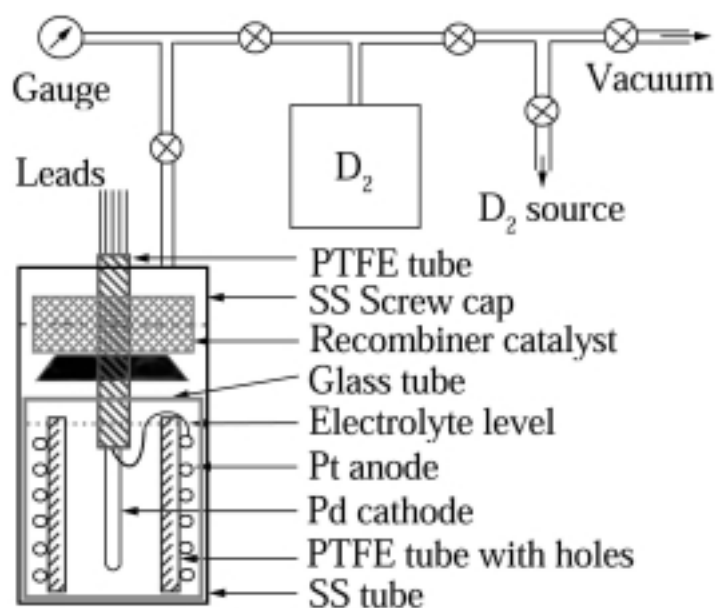 Gauge
Vacuum
D₂
Leads
D₂ source
PTFE tube
SS Screw cap
Recombiner catalyst
Glass tube
Electrolyte level
Pt anode
Pd cathode
PTFE tube with holes
SS tube